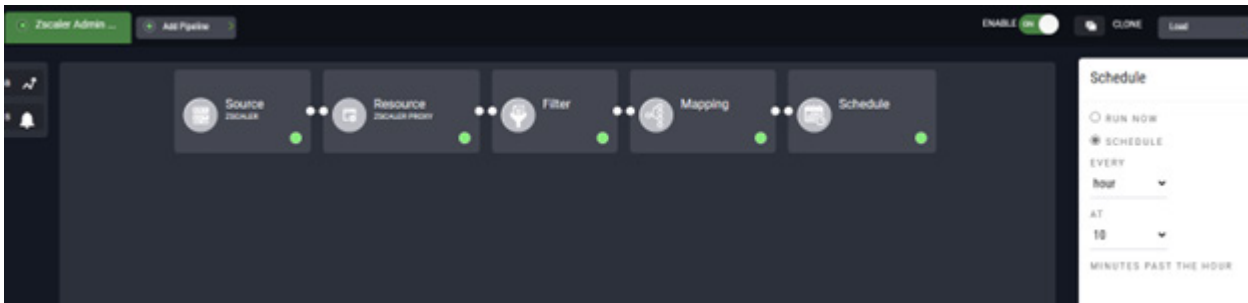 Zscaler Admin ...
Add Pipeline
ENABLE ON
CLONE
Load
Source
ZSCALER
Resource
ZSCALER PROXY
Filter
Mapping
Schedule
Schedule
RUN NOW
SCHEDULE
EVERY
hour
AT
10
MINUTES PAST THE HOUR